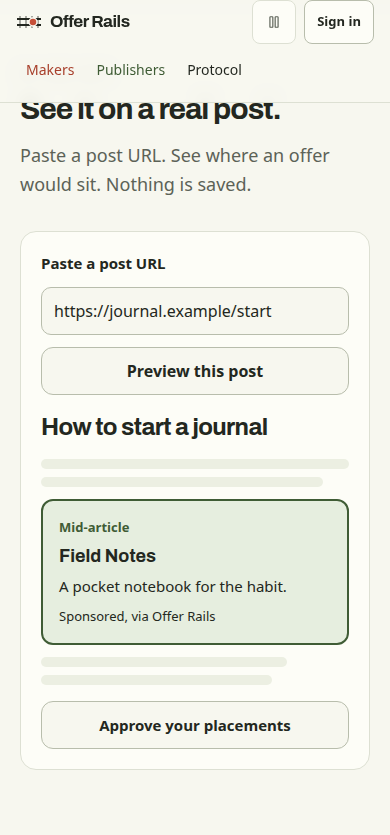 Offer Rails
Sign in
Makers Publishers Protocol
See it on a real post.
Paste a post URL. See where an offer
would sit. Nothing is saved.
Paste a post URL
https://journal.example/start
Preview this post
How to start a journal
Mid-article
Field Notes
A pocket notebook for the habit.
Sponsored, via Offer Rails
Approve your placements